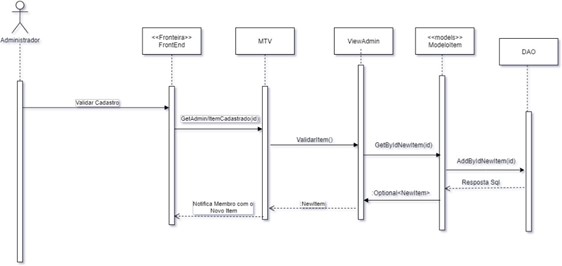 Administrador
<<Fronteira>>
FrontEnd
MTV
ViewAdmin
<<models>>
ModeloItem
DAO
Validar Cadastro
GetAdminItemCadastrado(id)
ValidarItem()
GetByIdNewItem(id)
AddByIdNewItem(id)
Resposta Sql
Optional<NewItem>
NewItem
Notifica Membro com o
Novo Item